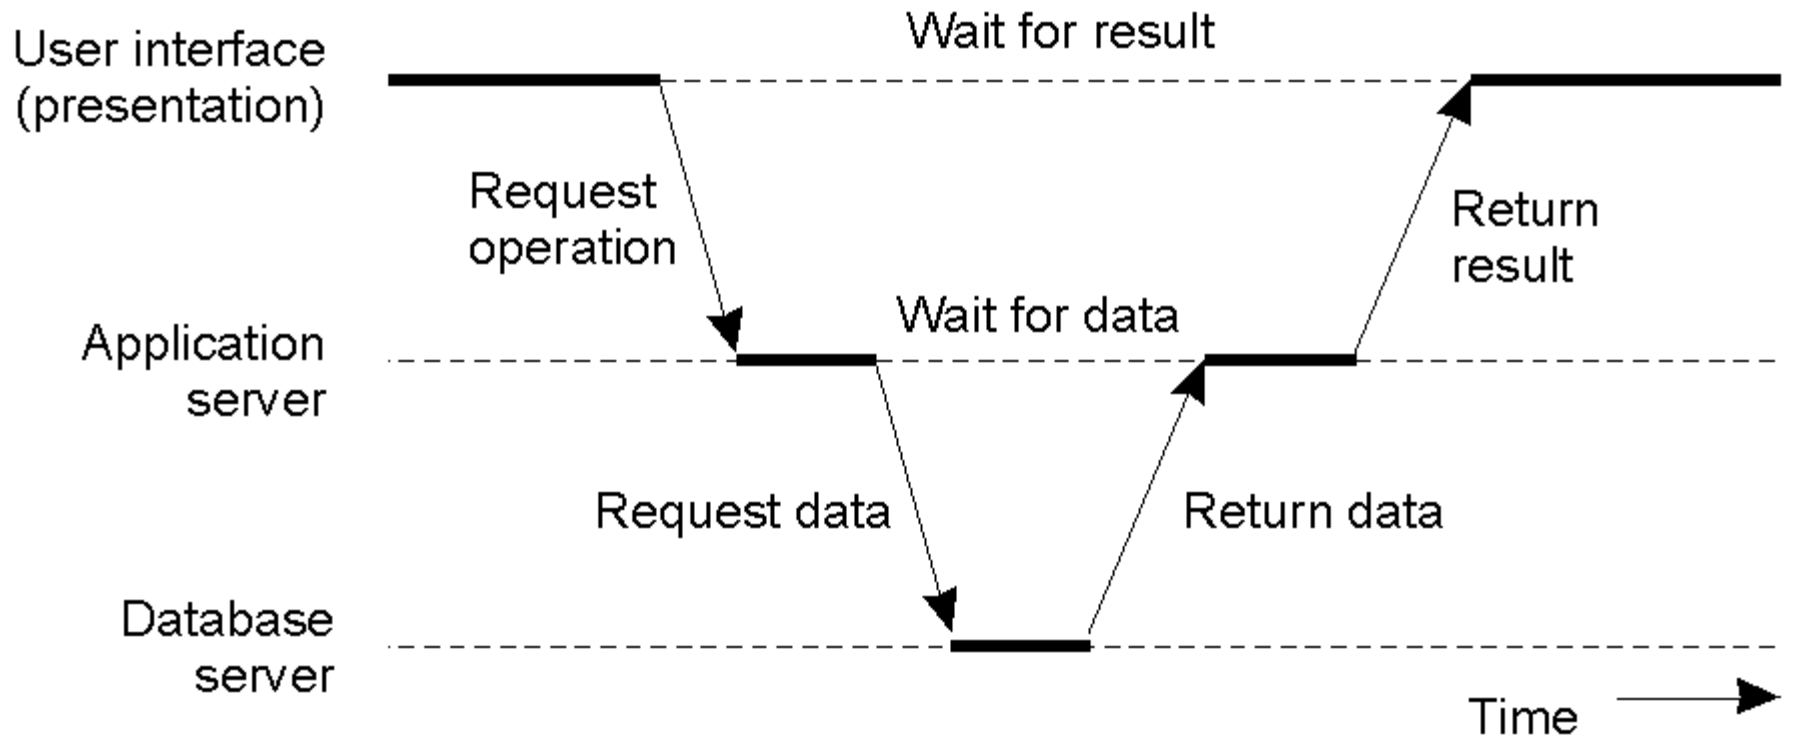 User interface
(presentation)
Wait for result
Request
operation
Return
result
Application
server
Wait for data
Request data
Return data
Database
server
Time